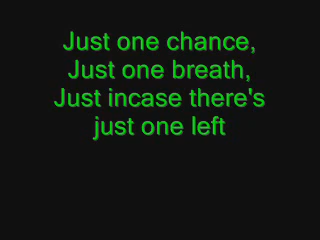 Just one chance,
Just one breath,
Just incase there's
just one left